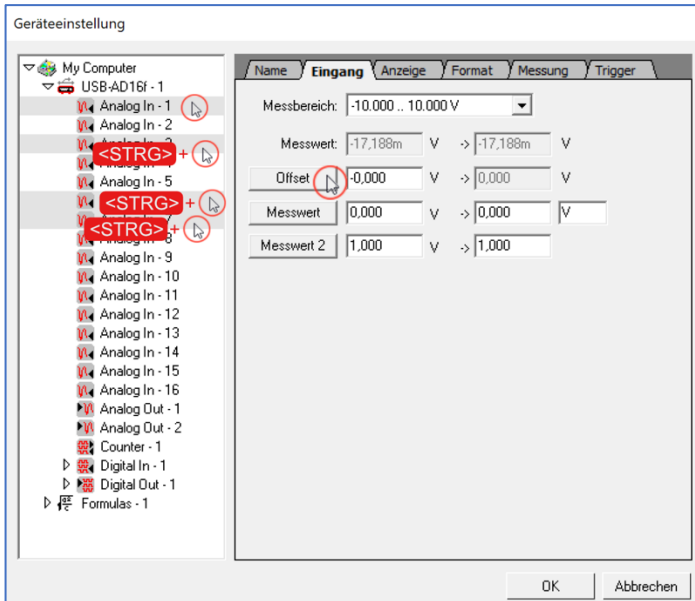 Geräteeinstellung
My Computer
USB-AD16f - 1
Analog In - 1
Analog In - 2
<STRG> +
Analog In - 5
<STRG> +
<STRG> +
Analog In - 9
Analog In - 10
Analog In - 11
Analog In - 12
Analog In - 13
Analog In - 14
Analog In - 15
Analog In - 16
Analog Out - 1
Analog Out - 2
Counter - 1
Digital In - 1
Digital Out - 1
Formulas - 1
Name Eingang Anzeige Format Messung Trigger
Messbereich: -10.000 .. 10.000 V
Messwert: -17,188m V -> -17,188m V
Offset -0,000 V -> 0,000 V
Messwert 0,000 V -> 0,000 V
Messwert 2 1,000 V -> 1,000
OK Abbrechen